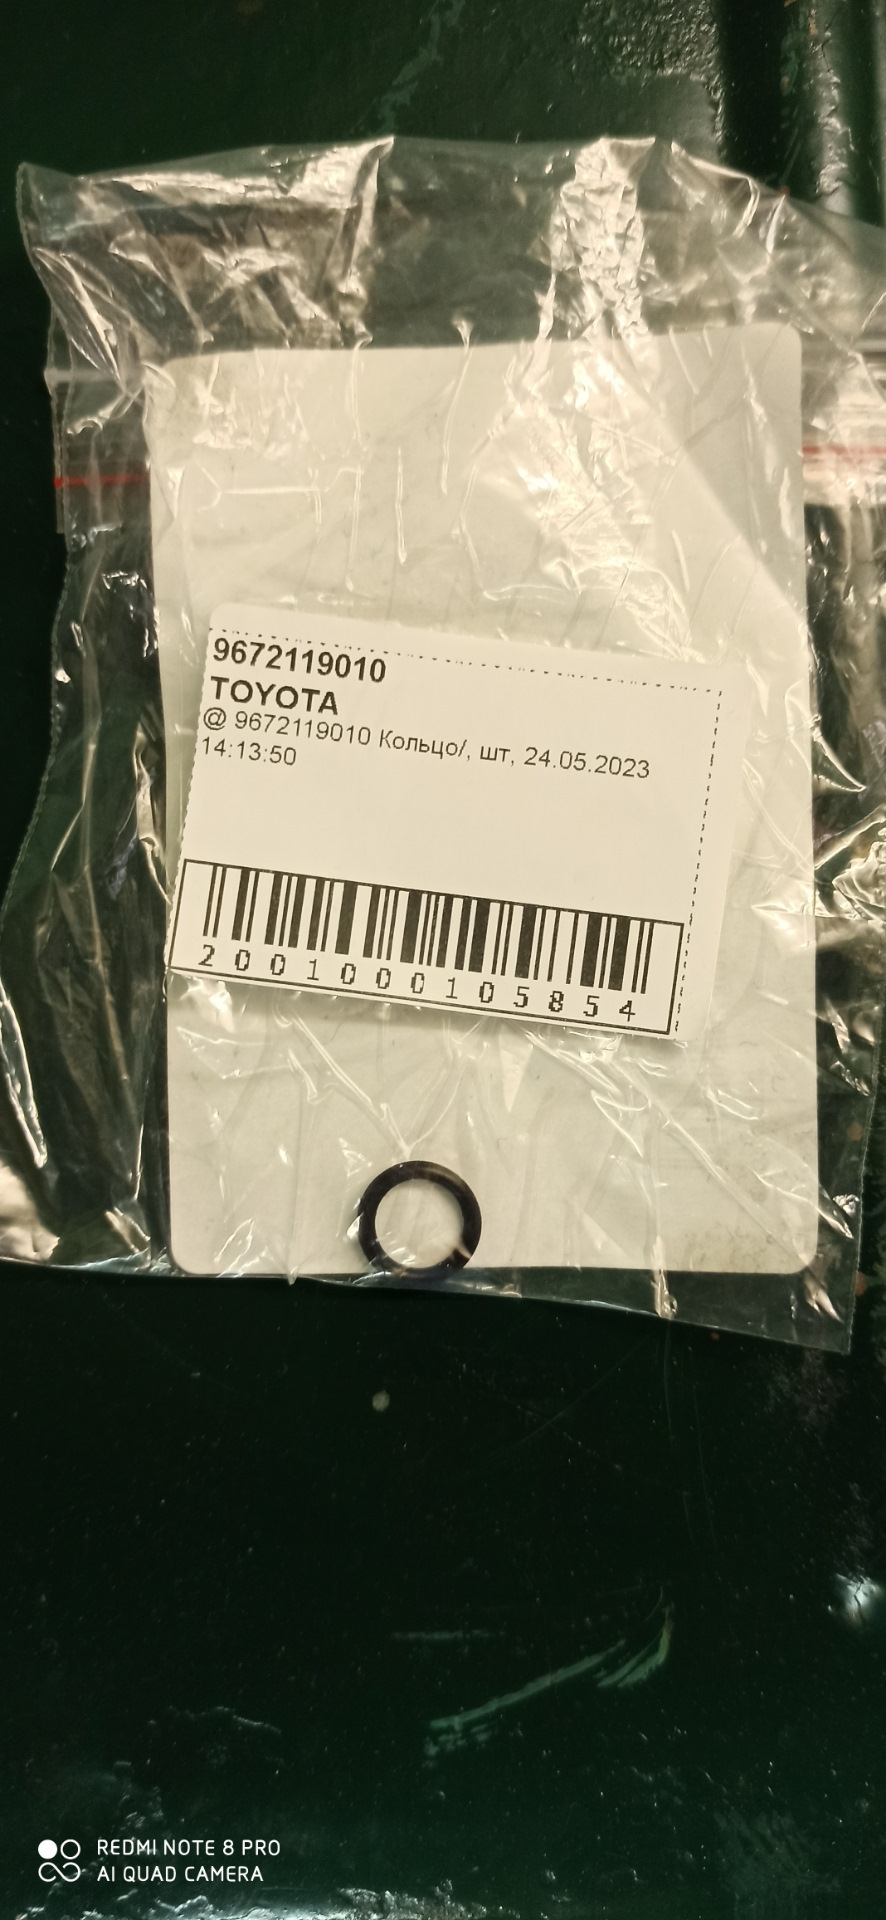 9672119010
TOYOTA
@ 9672119010 Кольцо/, шт, 24.05.2023
14:13:50
2001000105854
REDMI NOTE 8 PRO
AI QUAD CAMERA